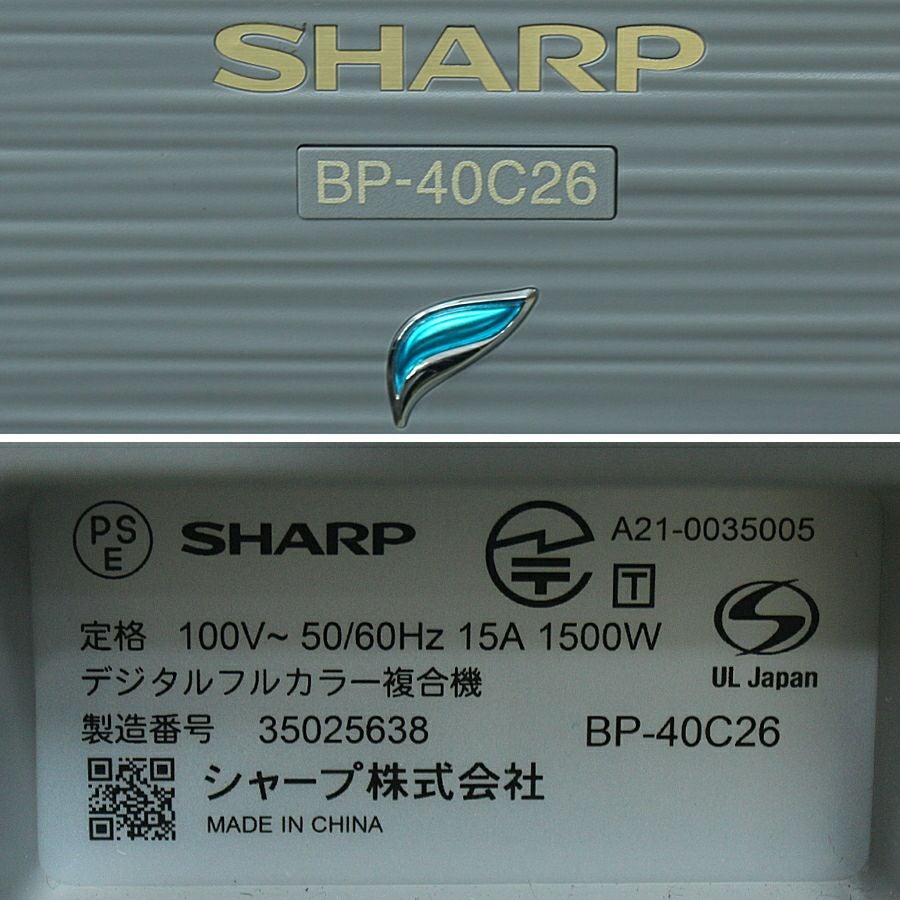 SHARP
BP-40C26
PS
E
SHARP
A21-0035005
T
定格 100V~ 50/60Hz 15A 1500W
UL Japan
デジタルフルカラー複合機
製造番号 35025638 BP-40C26
シャープ株式会社
MADE IN CHINA